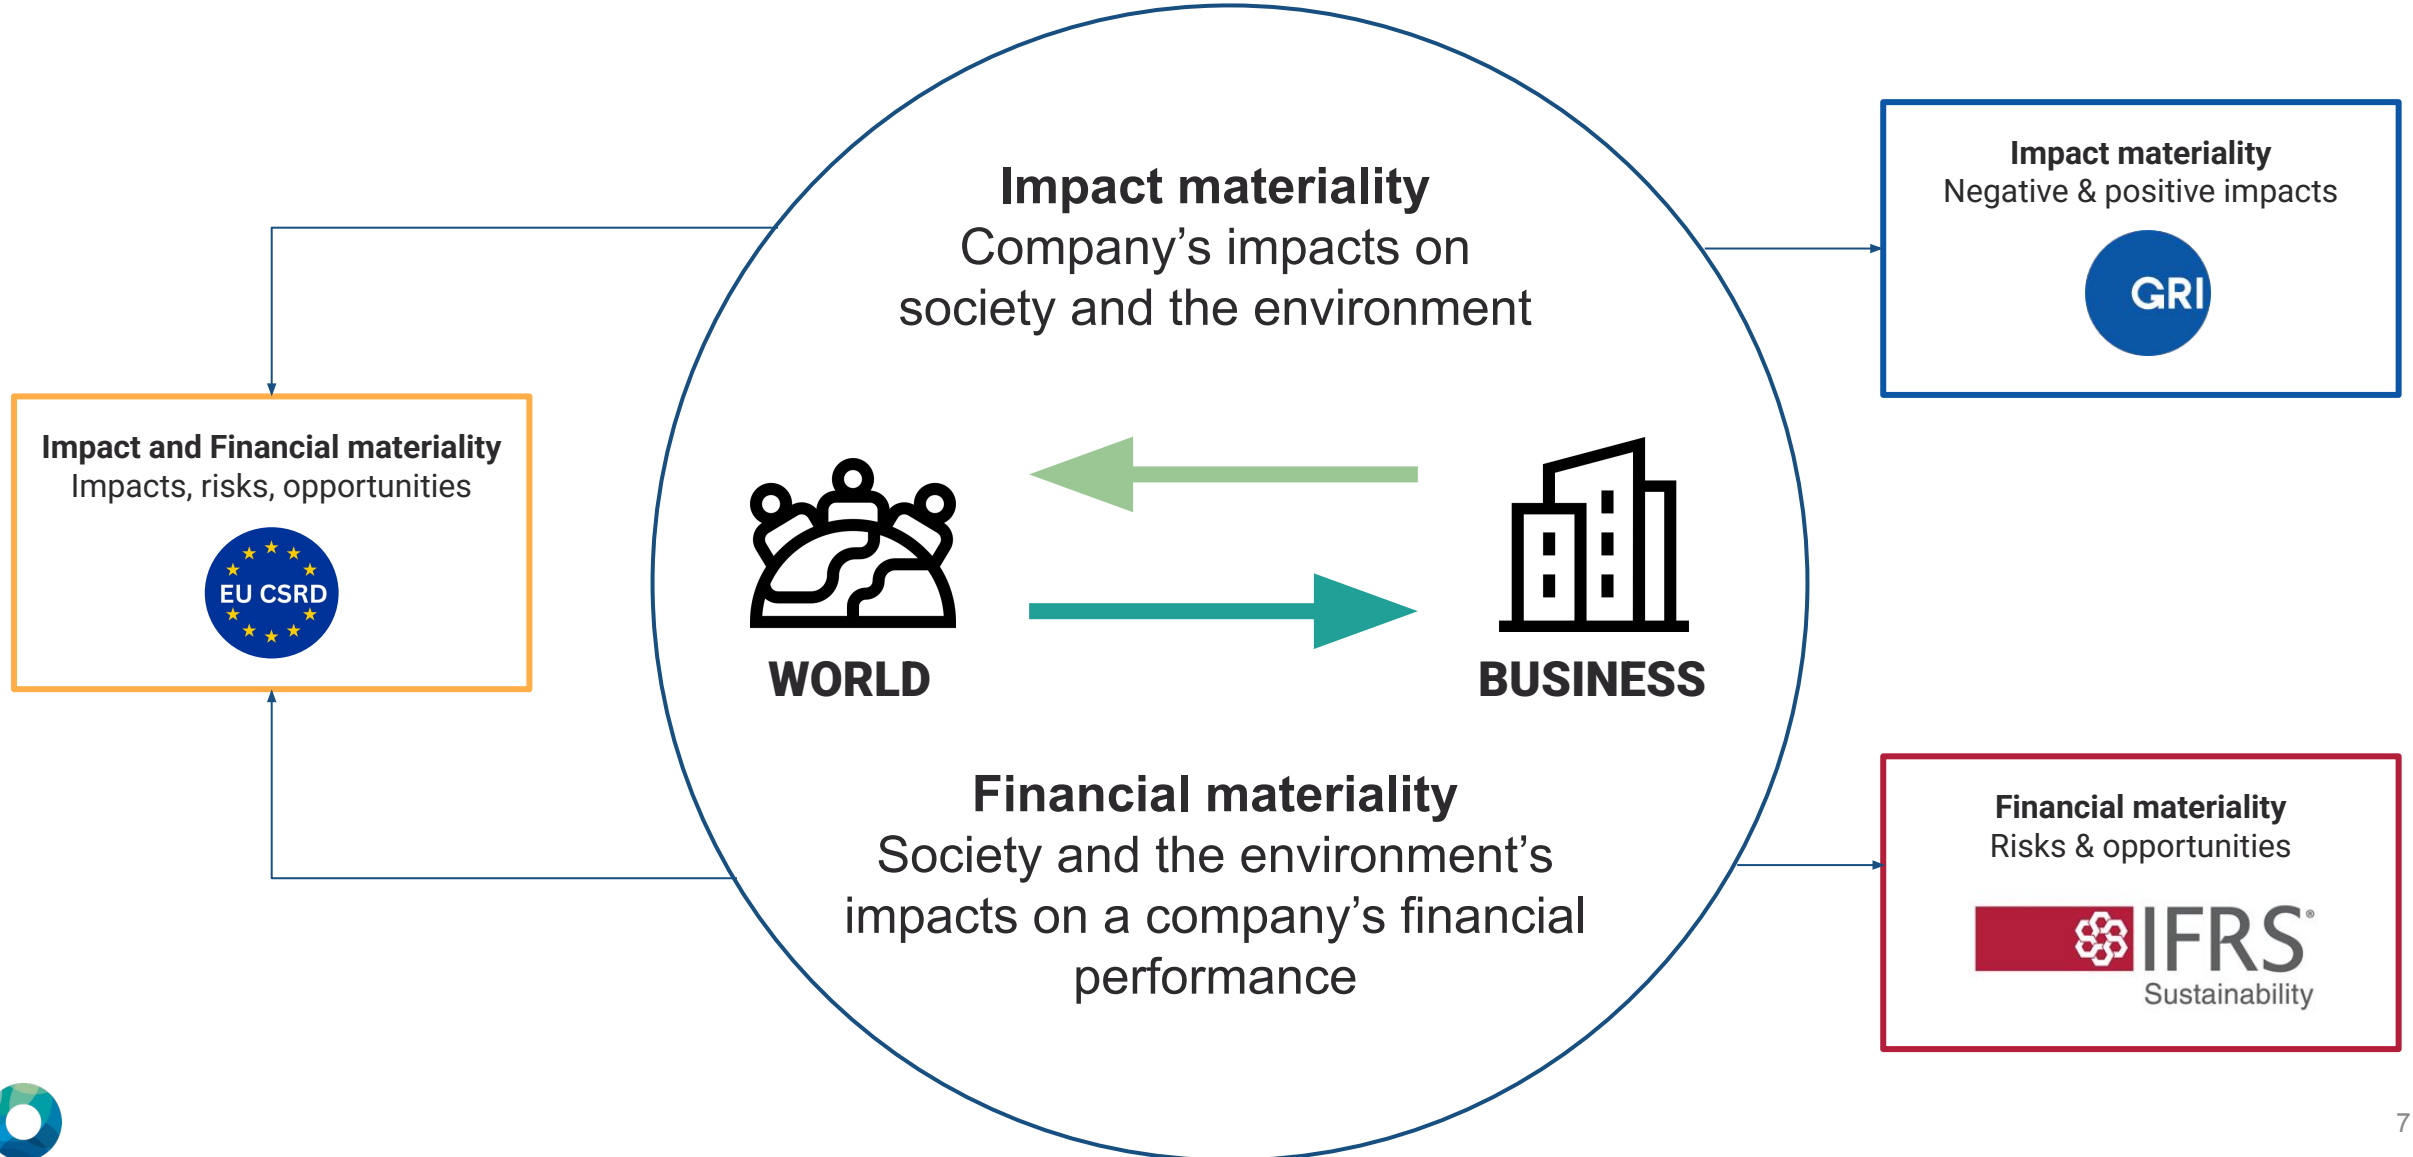 Impact materiality
Company’s impacts on
society and the environment
WORLD
BUSINESS
Financial materiality
Society and the environment’s
impacts on a company’s financial
performance
Impact and Financial materiality
Impacts, risks, opportunities
EU CSRD
Impact materiality
Negative & positive impacts
GRI
Financial materiality
Risks & opportunities
IFRS®
Sustainability
7